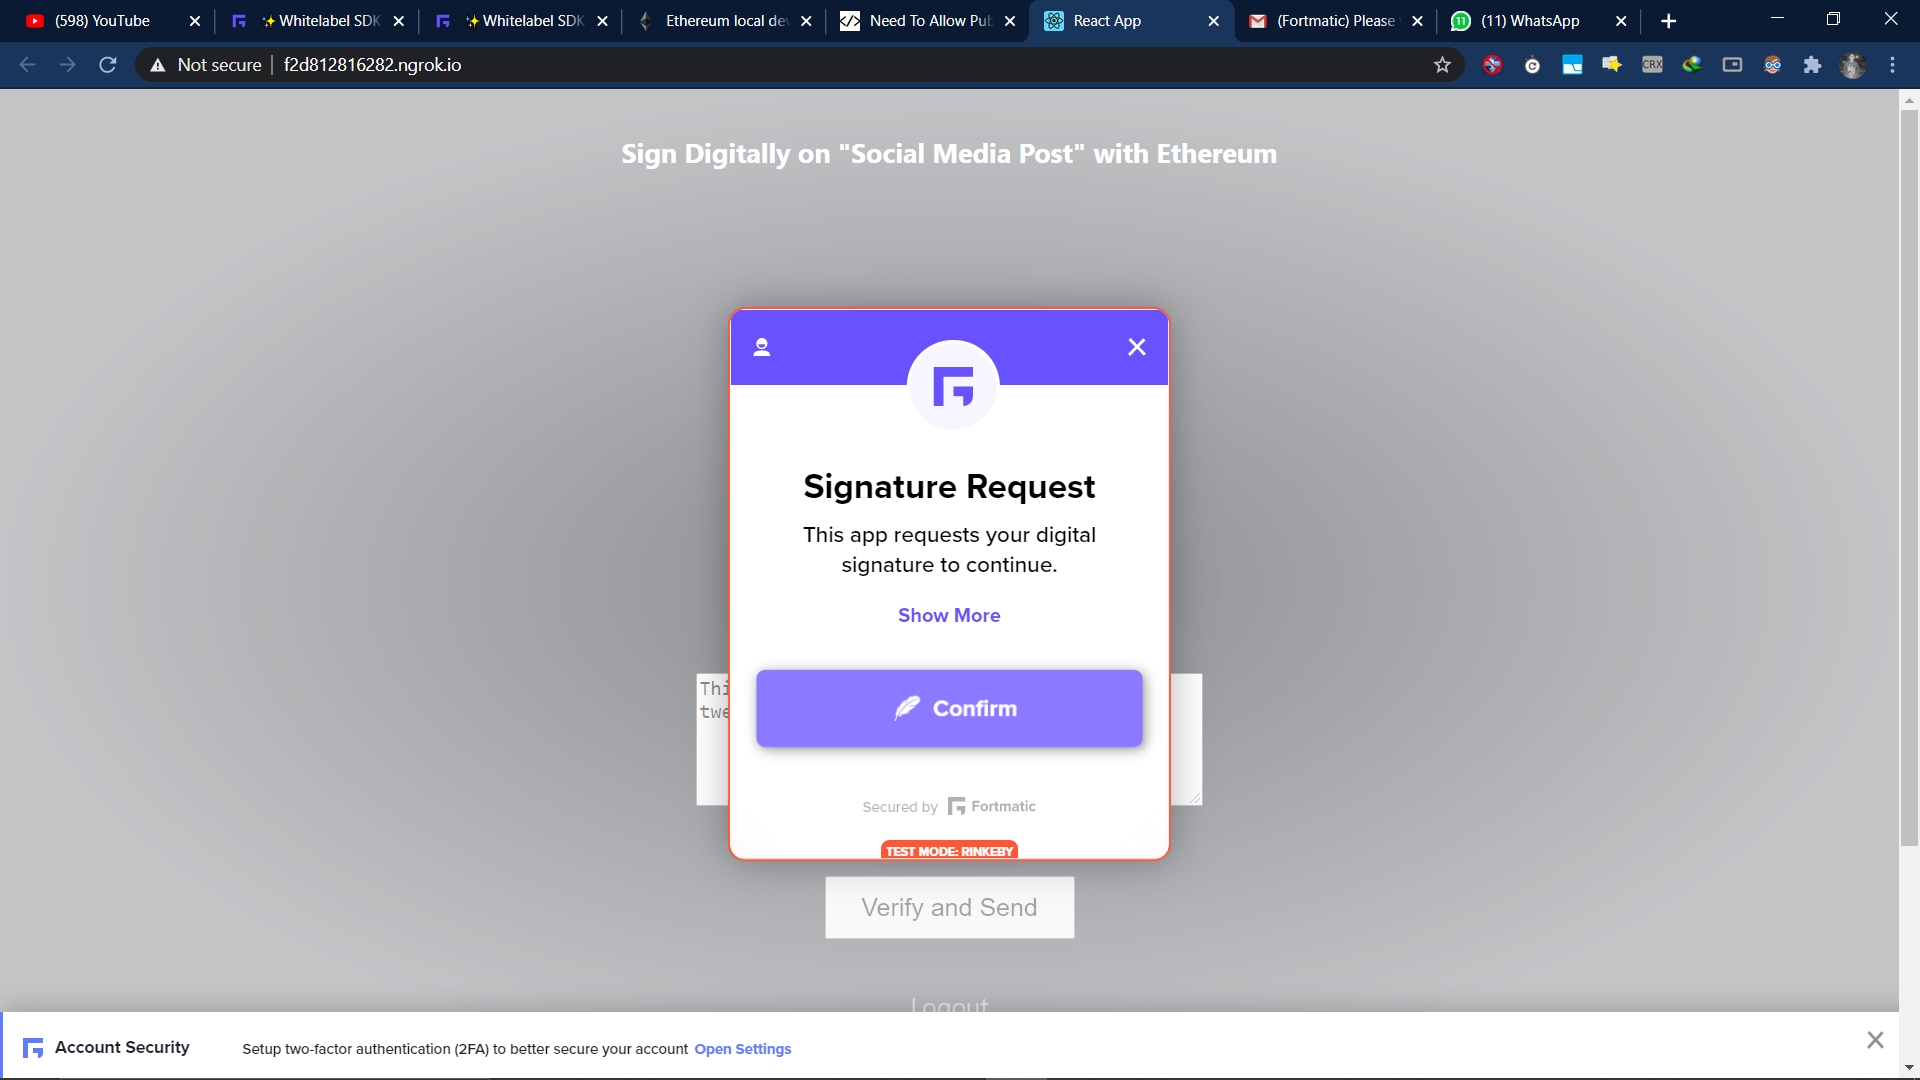 (598) YouTube
✨Whitelabel SDK
✨Whitelabel SDK
Ethereum local dev
Need To Allow Pub
React App
(Fortmatic) Please
(11) WhatsApp
Not secure | f2d812816282.ngrok.io
CRX
Sign Digitally on "Social Media Post" with Ethereum
Signature Request
This app requests your digital
signature to continue.
Show More
Thi
twe
Confirm
Secured by Fortmatic
TEST MODE: RINKEBY
Verify and Send
Logout
Account Security
Setup two-factor authentication (2FA) to better secure your account Open Settings